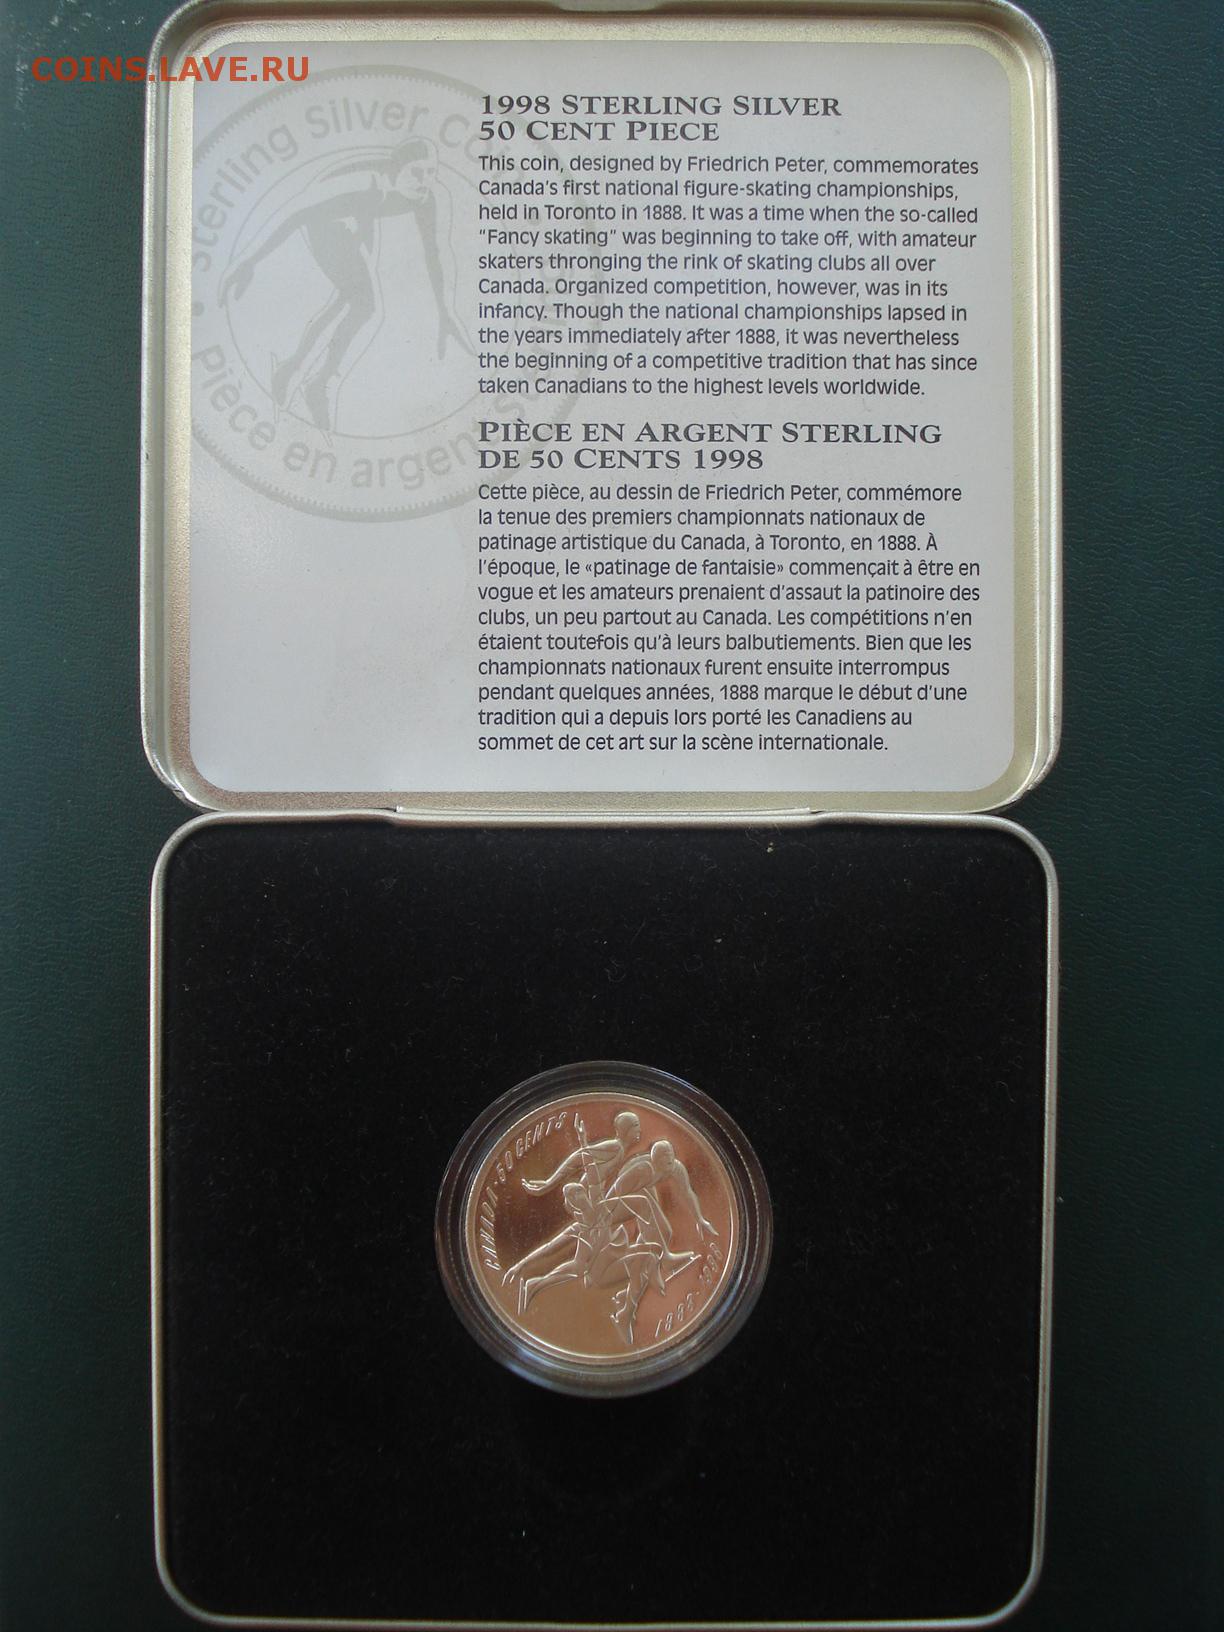 COINS.LAVE.RU
Sterling Silver Coin
Pièce en argent sterling
1998 STERLING SILVER
50 CENT PIECE
This coin, designed by Friedrich Peter, commemorates
Canada's first national figure-skating championships,
held in Toronto in 1888. It was a time when the so-called
"Fancy skating" was beginning to take off, with amateur
skaters thronging the rink of skating clubs all over
Canada. Organized competition, however, was in its
infancy. Though the national championships lapsed in
the years immediately after 1888, it was nevertheless
the beginning of a competitive tradition that has since
taken Canadians to the highest levels worldwide.
PIÈCE EN ARGENT STERLING
DE 50 CENTS 1998
Cette pièce, au dessin de Friedrich Peter, commémore
la tenue des premiers championnats nationaux de
patinage artistique du Canada, à Toronto, en 1888. À
l'époque, le «patinage de fantaisie» commençait à être en
vogue et les amateurs prenaient d'assaut la patinoire des
clubs, un peu partout au Canada. Les compétitions n'en
étaient toutefois qu'à leurs balbutiements. Bien que les
championnats nationaux furent ensuite interrompus
pendant quelques années, 1888 marque le début d'une
tradition qui a depuis lors porté les Canadiens au
sommet de cet art sur la scène internationale.
CANADA · 50 CENTS
1888 - 1998